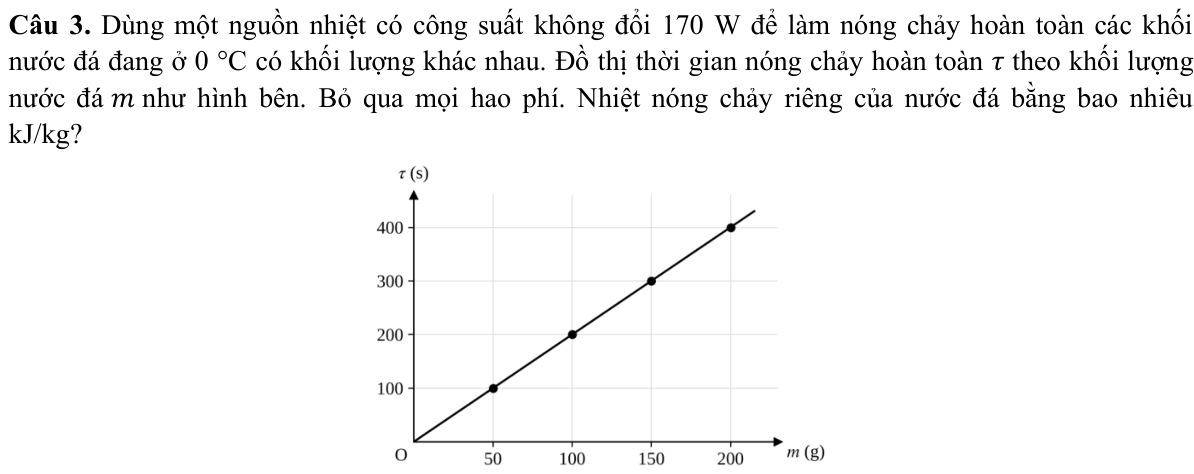 Câu 3. Dùng một nguồn nhiệt có công suất không đổi 170 W để làm nóng chảy hoàn toàn các khối
nước đá đang ở 0 °C có khối lượng khác nhau. Đồ thị thời gian nóng chảy hoàn toàn τ theo khối lượng
nước đá m như hình bên. Bỏ qua mọi hao phí. Nhiệt nóng chảy riêng của nước đá bằng bao nhiêu
kJ/kg?
τ (s)
400
300
200
100
O 50 100 150 200 m (g)